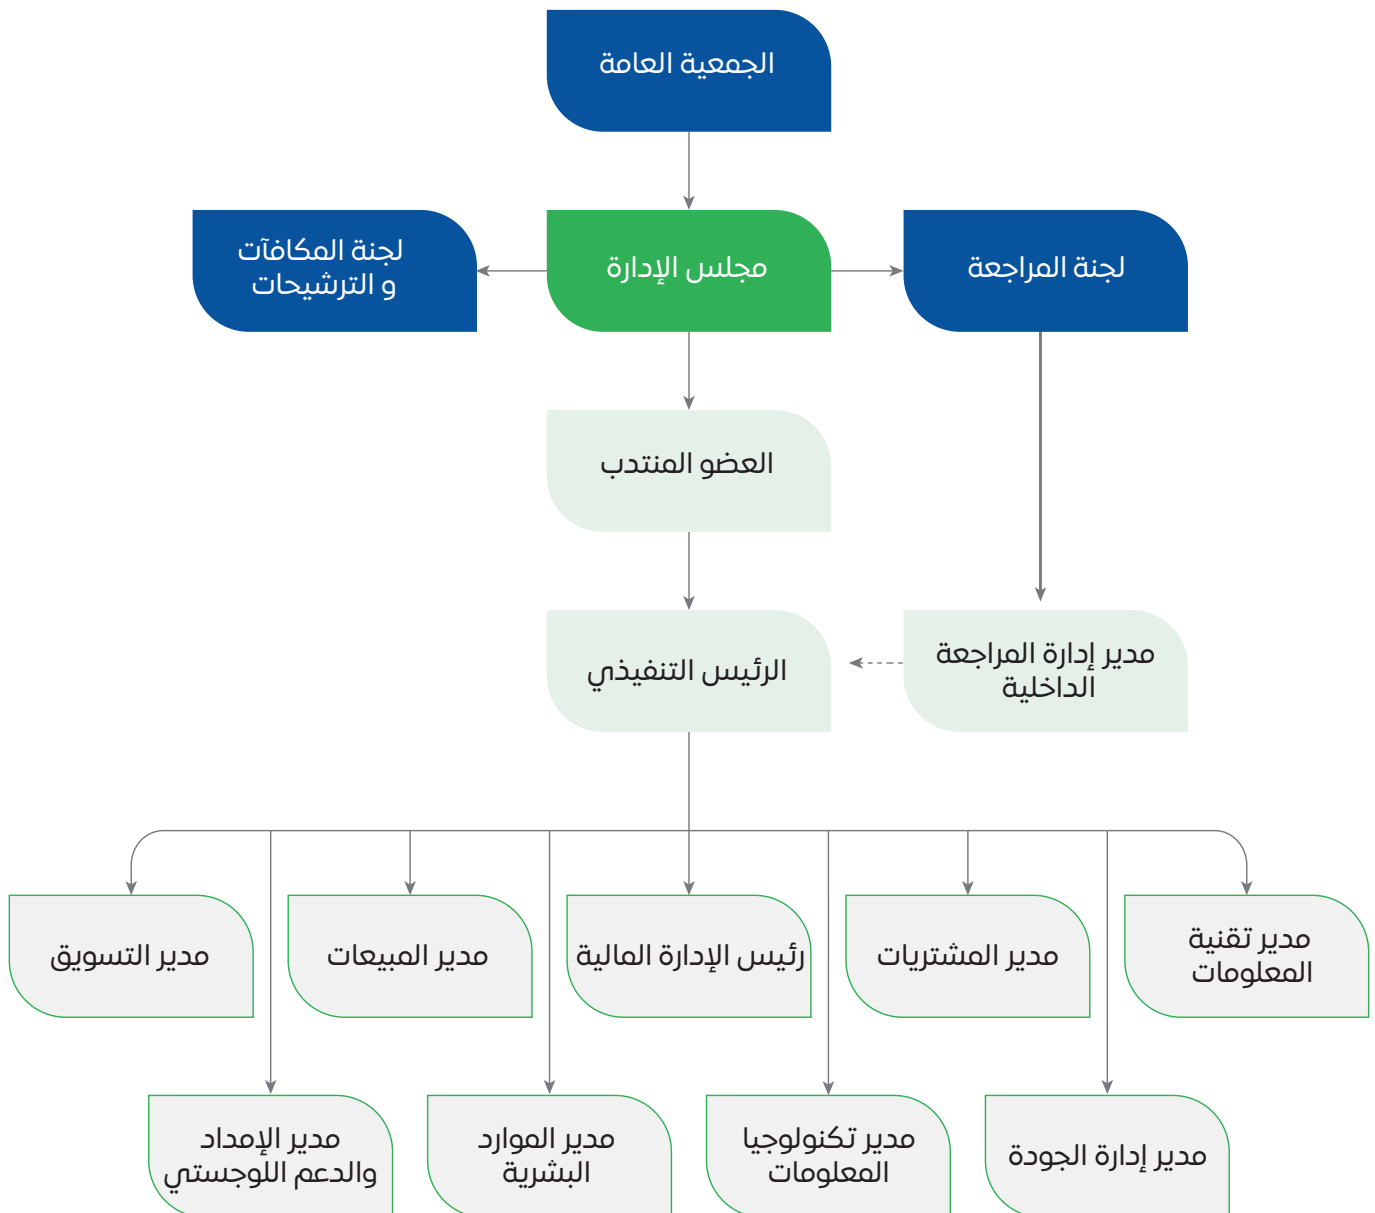 الجمعية العامة
لجنة المراجعة
مجلس الإدارة
لجنة المكافآت
و الترشيحات
العضو المنتدب
مدير إدارة المراجعة
الداخلية
الرئيس التنفيذي
مدير تقنية
المعلومات
مدير المشتريات
رئيس الإدارة المالية
مدير المبيعات
مدير التسويق
مدير إدارة الجودة
مدير تكنولوجيا
المعلومات
مدير الموارد
البشرية
مدير الإمداد
والدعم اللوجستي